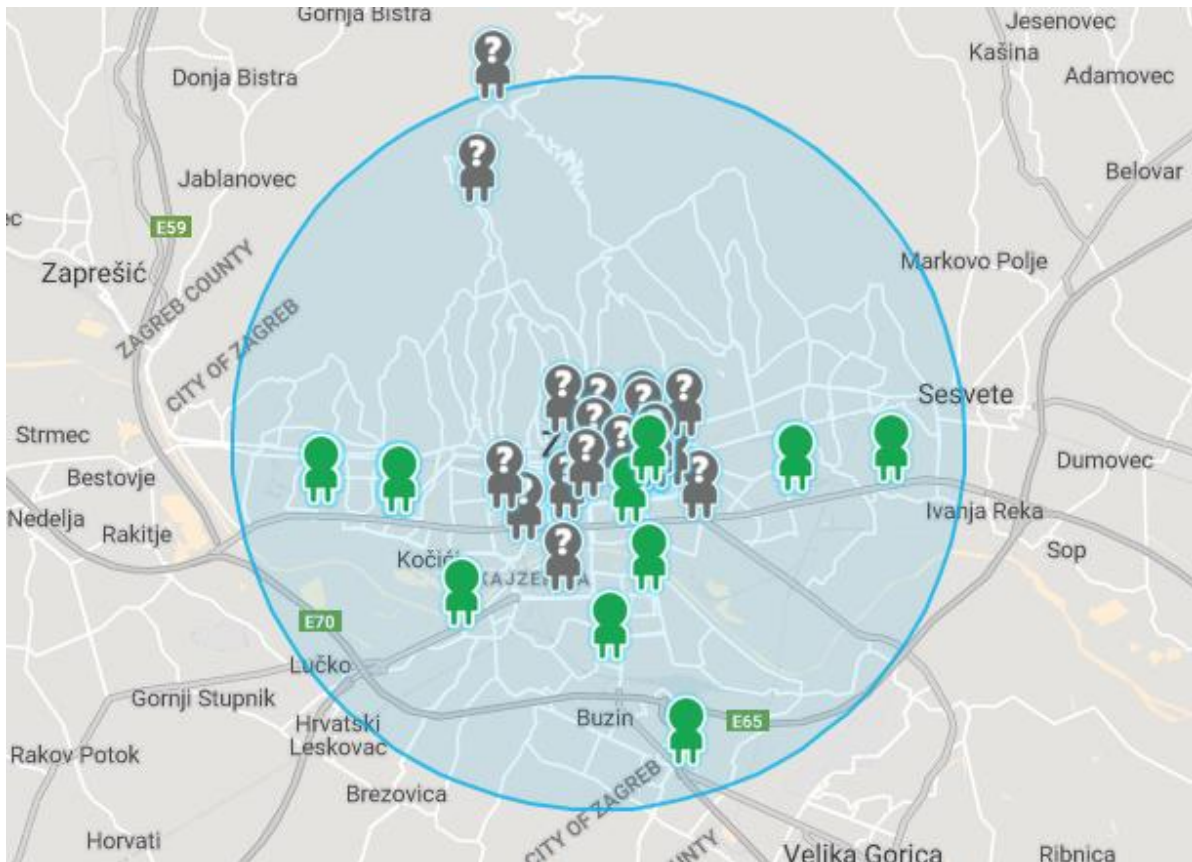 Gornja Bistra
Jesenovec
Kašina
Donja Bistra
Adamovec
Jablanovec
Belovar
E59
Zaprešić
Markovo Polje
ZAGREB COUNTY
CITY OF ZAGREB
Sesvete
Strmec
Bestovje
Dumovec
Nedelja
Rakitje
Ivanja Reka
Sop
E70
Lučko
Gornji Stupnik
Hrvatski
Leskovac
Buzin
E65
Rakov Potok
Brezovica
CITY OF ZAGREB
Horvati
Velika Gorica
Ribnica